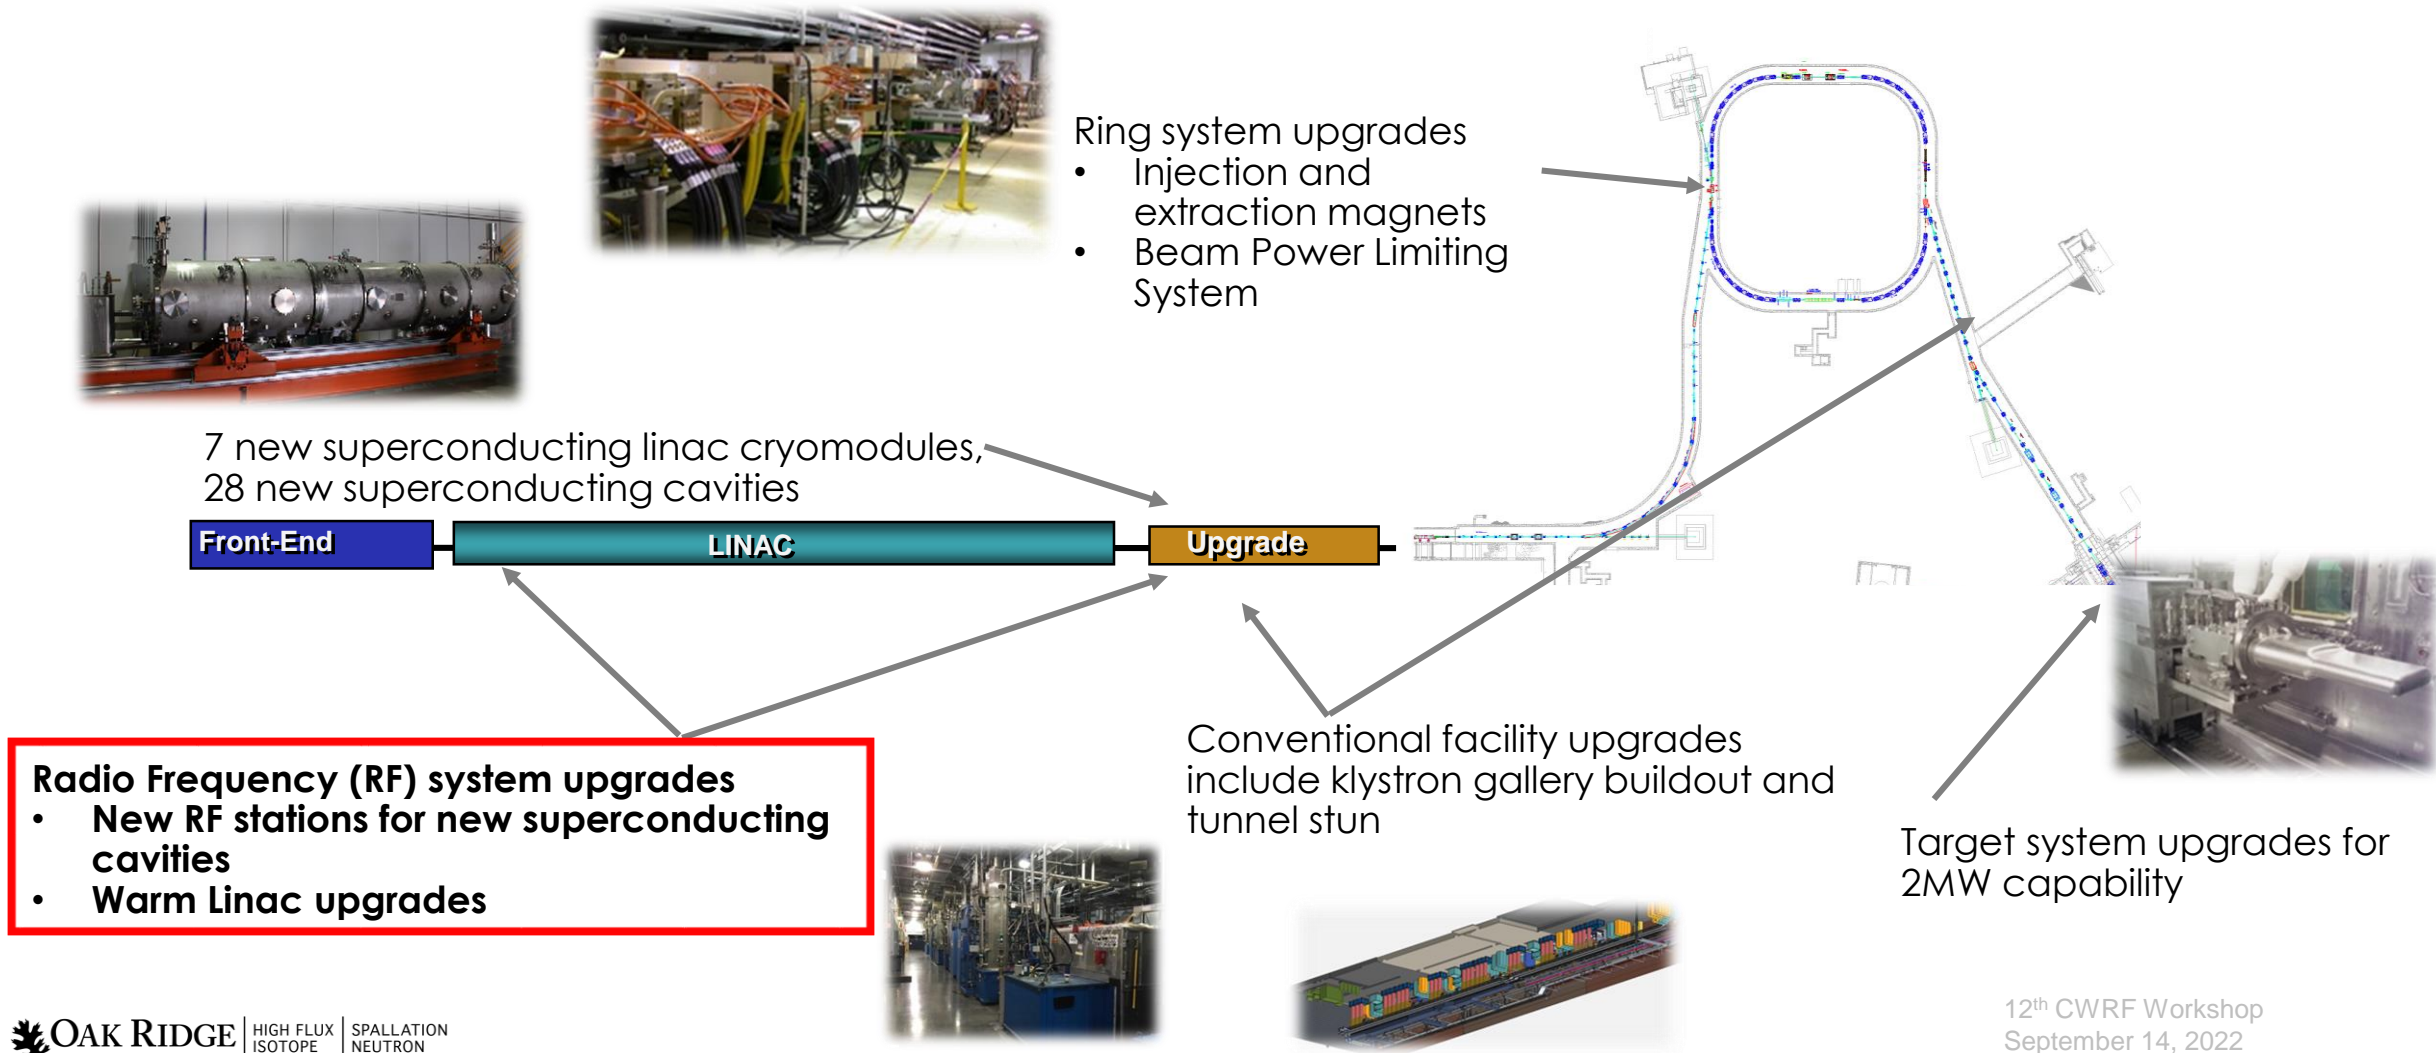 Ring system upgrades
• Injection and
extraction magnets
• Beam Power Limiting
System
7 new superconducting linac cryomodules,
28 new superconducting cavities
Front-End
LINAC
Upgrade
Radio Frequency (RF) system upgrades
• New RF stations for new superconducting
cavities
• Warm Linac upgrades
Conventional facility upgrades
include klystron gallery buildout and
tunnel stun
Target system upgrades for
2MW capability
OAK RIDGE
HIGH FLUX
ISOTOPE
SPALLATION
NEUTRON
12th CWRF Workshop
September 14, 2022